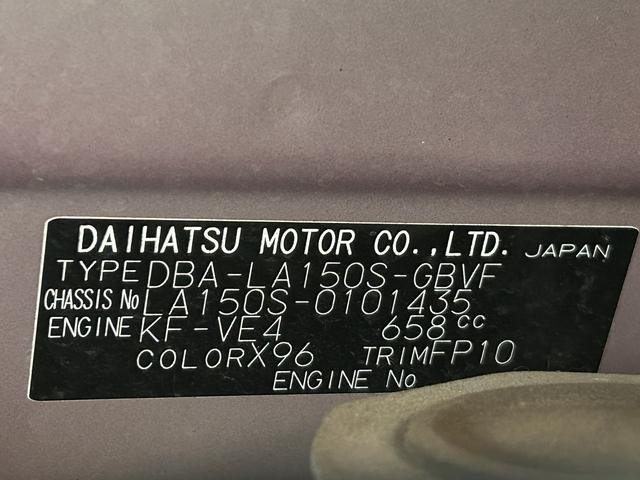 DAIHATSU MOTOR CO.,LTD. JAPAN
TYPE DBA-LA150S-GBVF
CHASSIS No LA150S-0101435
ENGINE KF-VE4 658cc
COLOR X96 TRIM FP10
ENGINE No